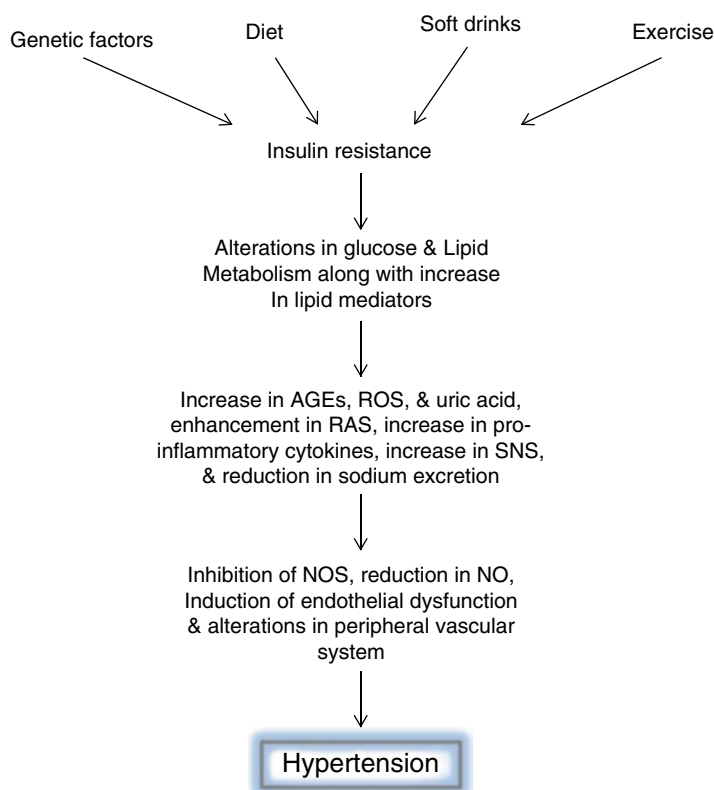 Genetic factors
Diet
Soft drinks
Exercise
Insulin resistance
Alterations in glucose & Lipid
Metabolism along with increase
In lipid mediators
Increase in AGEs, ROS, & uric acid,
enhancement in RAS, increase in pro-
inflammatory cytokines, increase in SNS,
& reduction in sodium excretion
Inhibition of NOS, reduction in NO,
Induction of endothelial dysfunction
& alterations in peripheral vascular
system
Hypertension